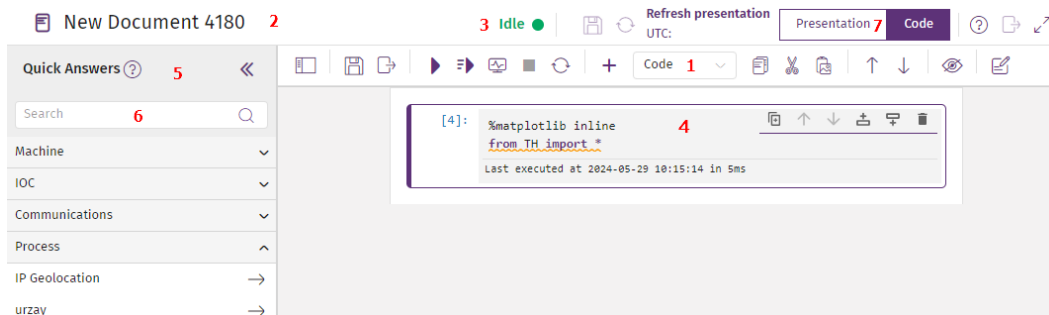 New Document 4180 2
3 Idle
Refresh presentation
UTC:
Presentation 7 Code
Quick Answers 5
Code 1
Search 6
Machine
IOC
Communications
Process
IP Geolocation
urzay
[4]: %matplotlib inline 4
from TH import *
Last executed at 2024-05-29 10:15:14 in 5ms